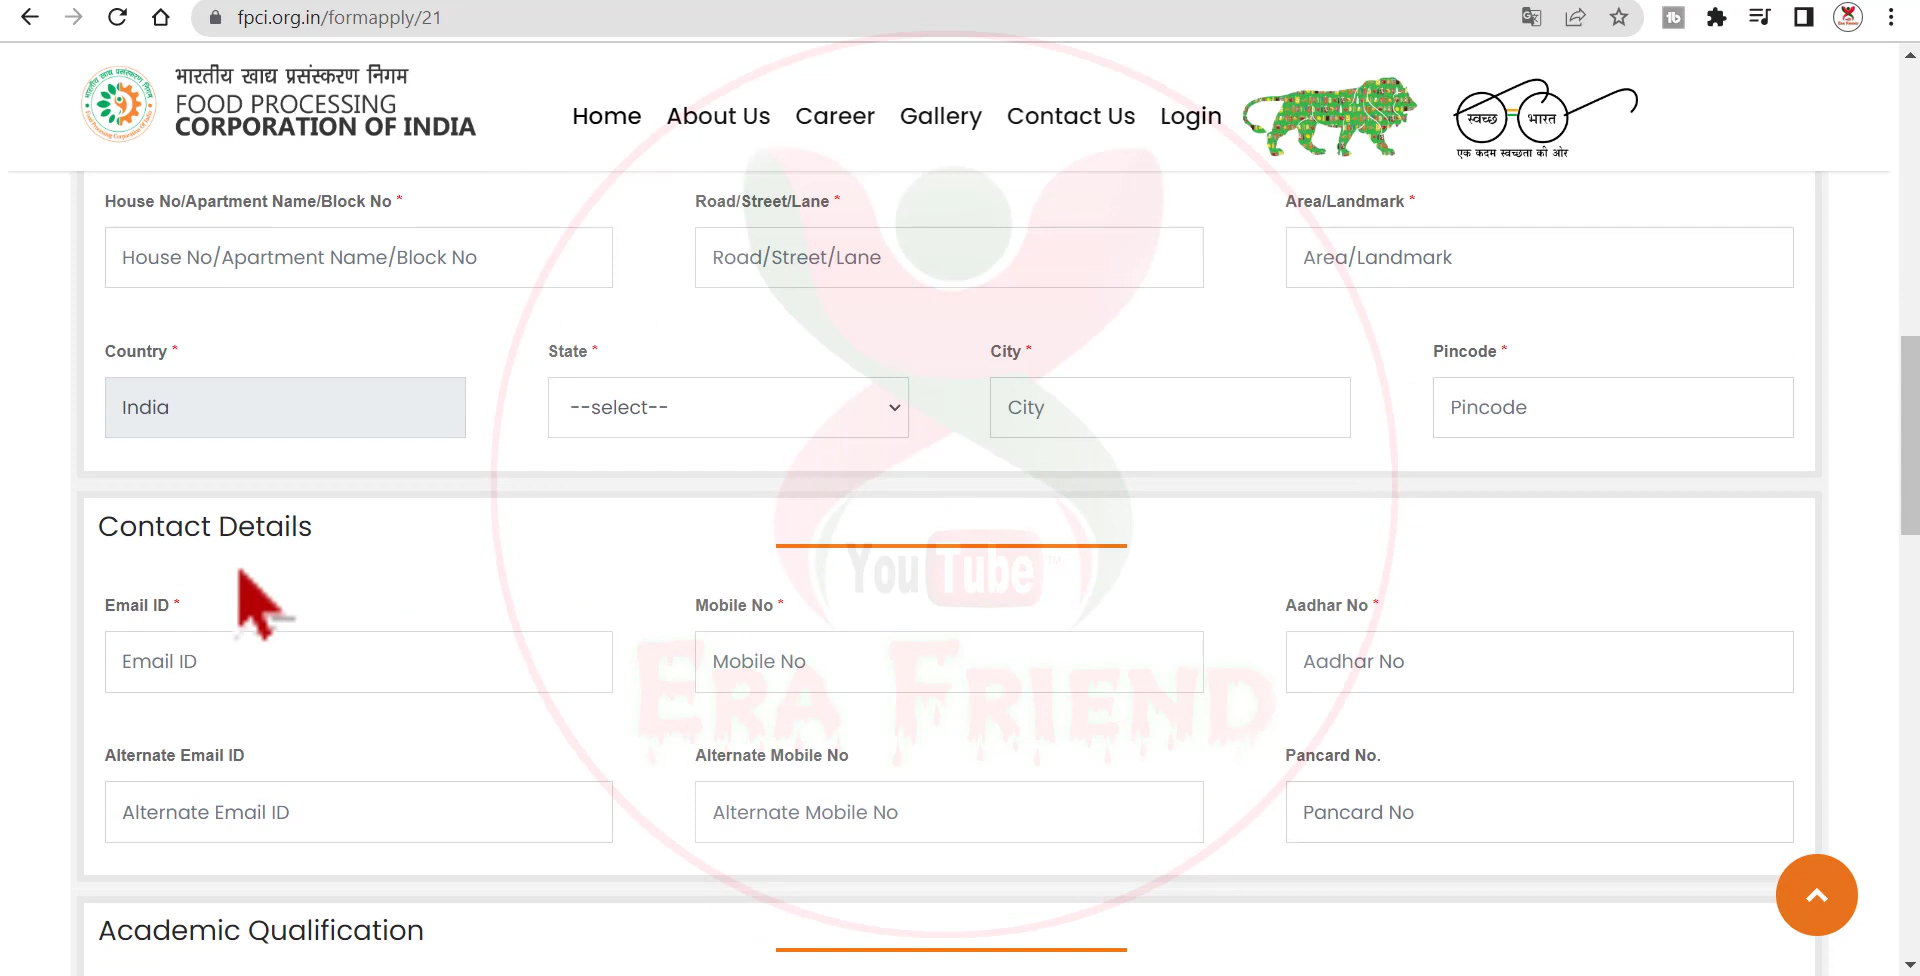 fpci.org.in/formapply/21
भारतीय खाद्य प्रसंस्करण निगम
FOOD PROCESSING
CORPORATION OF INDIA
Home About Us Career Gallery Contact Us Login
स्वच्छ भारत
एक कदम स्वच्छता की ओर
House No/Apartment Name/Block No * Road/Street/Lane * Area/Landmark *
House No/Apartment Name/Block No Road/Street/Lane Area/Landmark
Country * State * City * Pincode *
India --select-- City Pincode
Contact Details
YouTube
Email ID * Mobile No * Aadhar No *
Email ID Mobile No Aadhar No
ERA FRIEND
Alternate Email ID Alternate Mobile No Pancard No.
Alternate Email ID Alternate Mobile No Pancard No
Academic Qualification